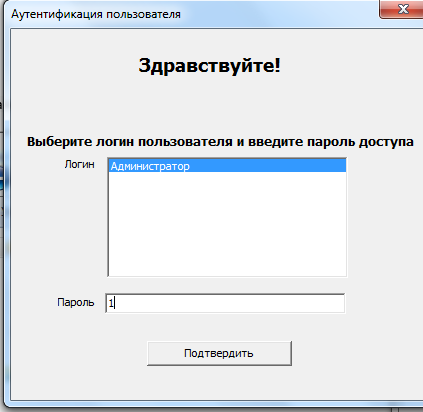 Аутентификация пользователя
Здравствуйте!
Выберите логин пользователя и введите пароль доступа
Логин
Администратор
Пароль
1
Подтвердить